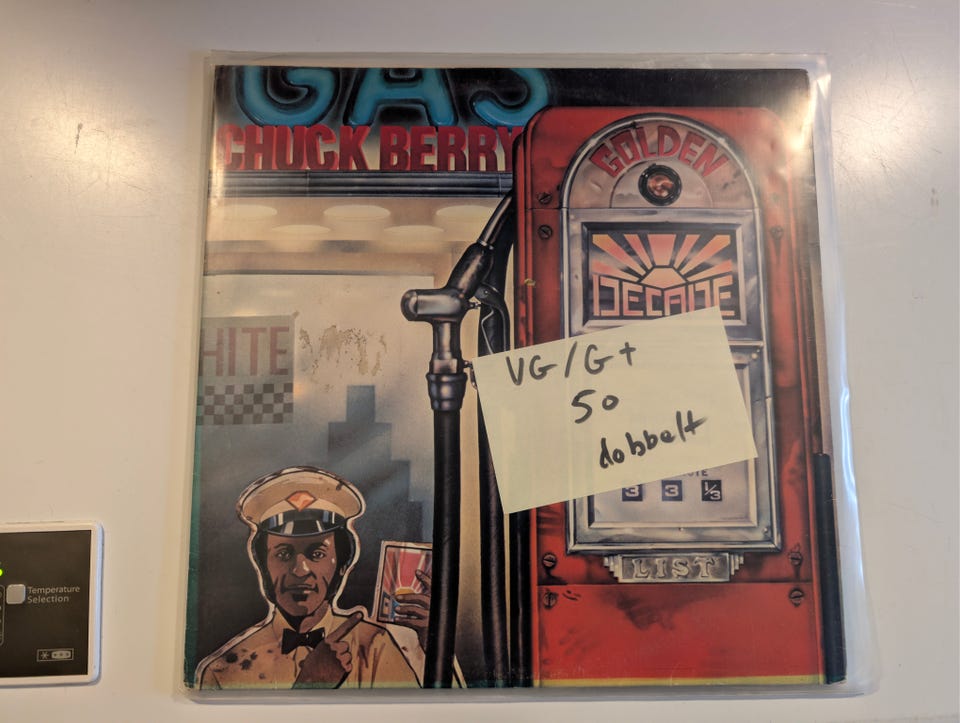 GAS
CHUCK BERRY
GOLDEN
DECADE
HITE
VG/G+
50
dobbelt
3 3 1/3
LIST
Temperature
Selection